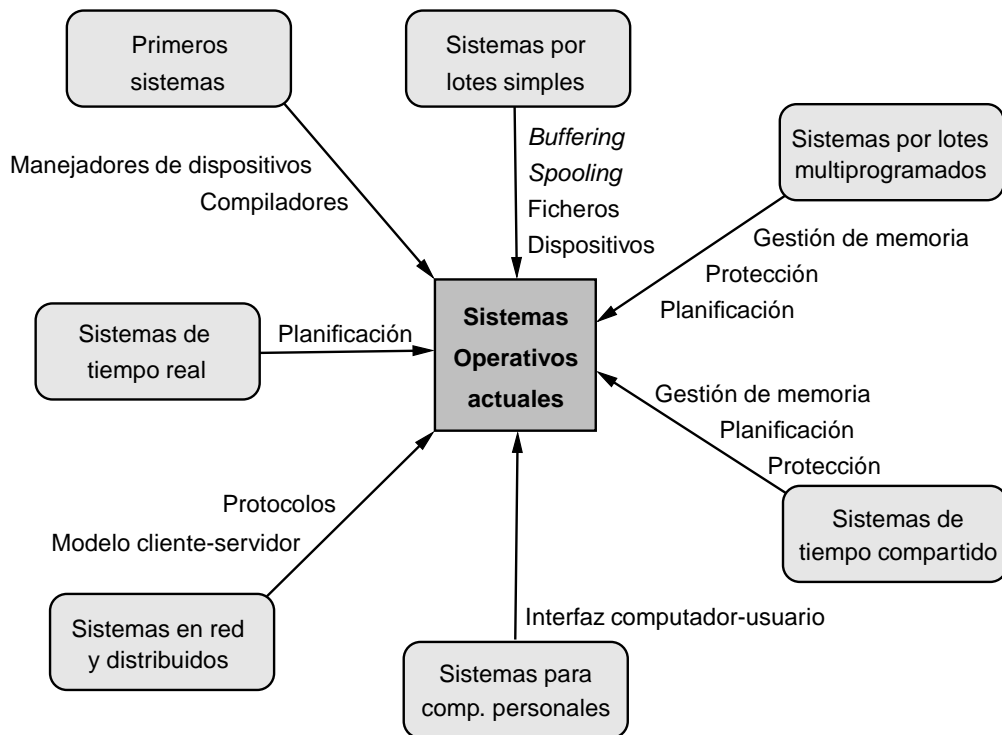 Primeros
sistemas
Sistemas por
lotes simples
Sistemas por lotes
multiprogramados
Manejadores de dispositivos
Compiladores
Buffering
Spooling
Ficheros
Dispositivos
Gestión de memoria
Protección
Planificación
Sistemas de
tiempo real
Planificación
Sistemas
Operativos
actuales
Gestión de memoria
Planificación
Protección
Sistemas de
tiempo compartido
Protocolos
Modelo cliente-servidor
Sistemas en red
y distribuidos
Interfaz computador-usuario
Sistemas para
comp. personales